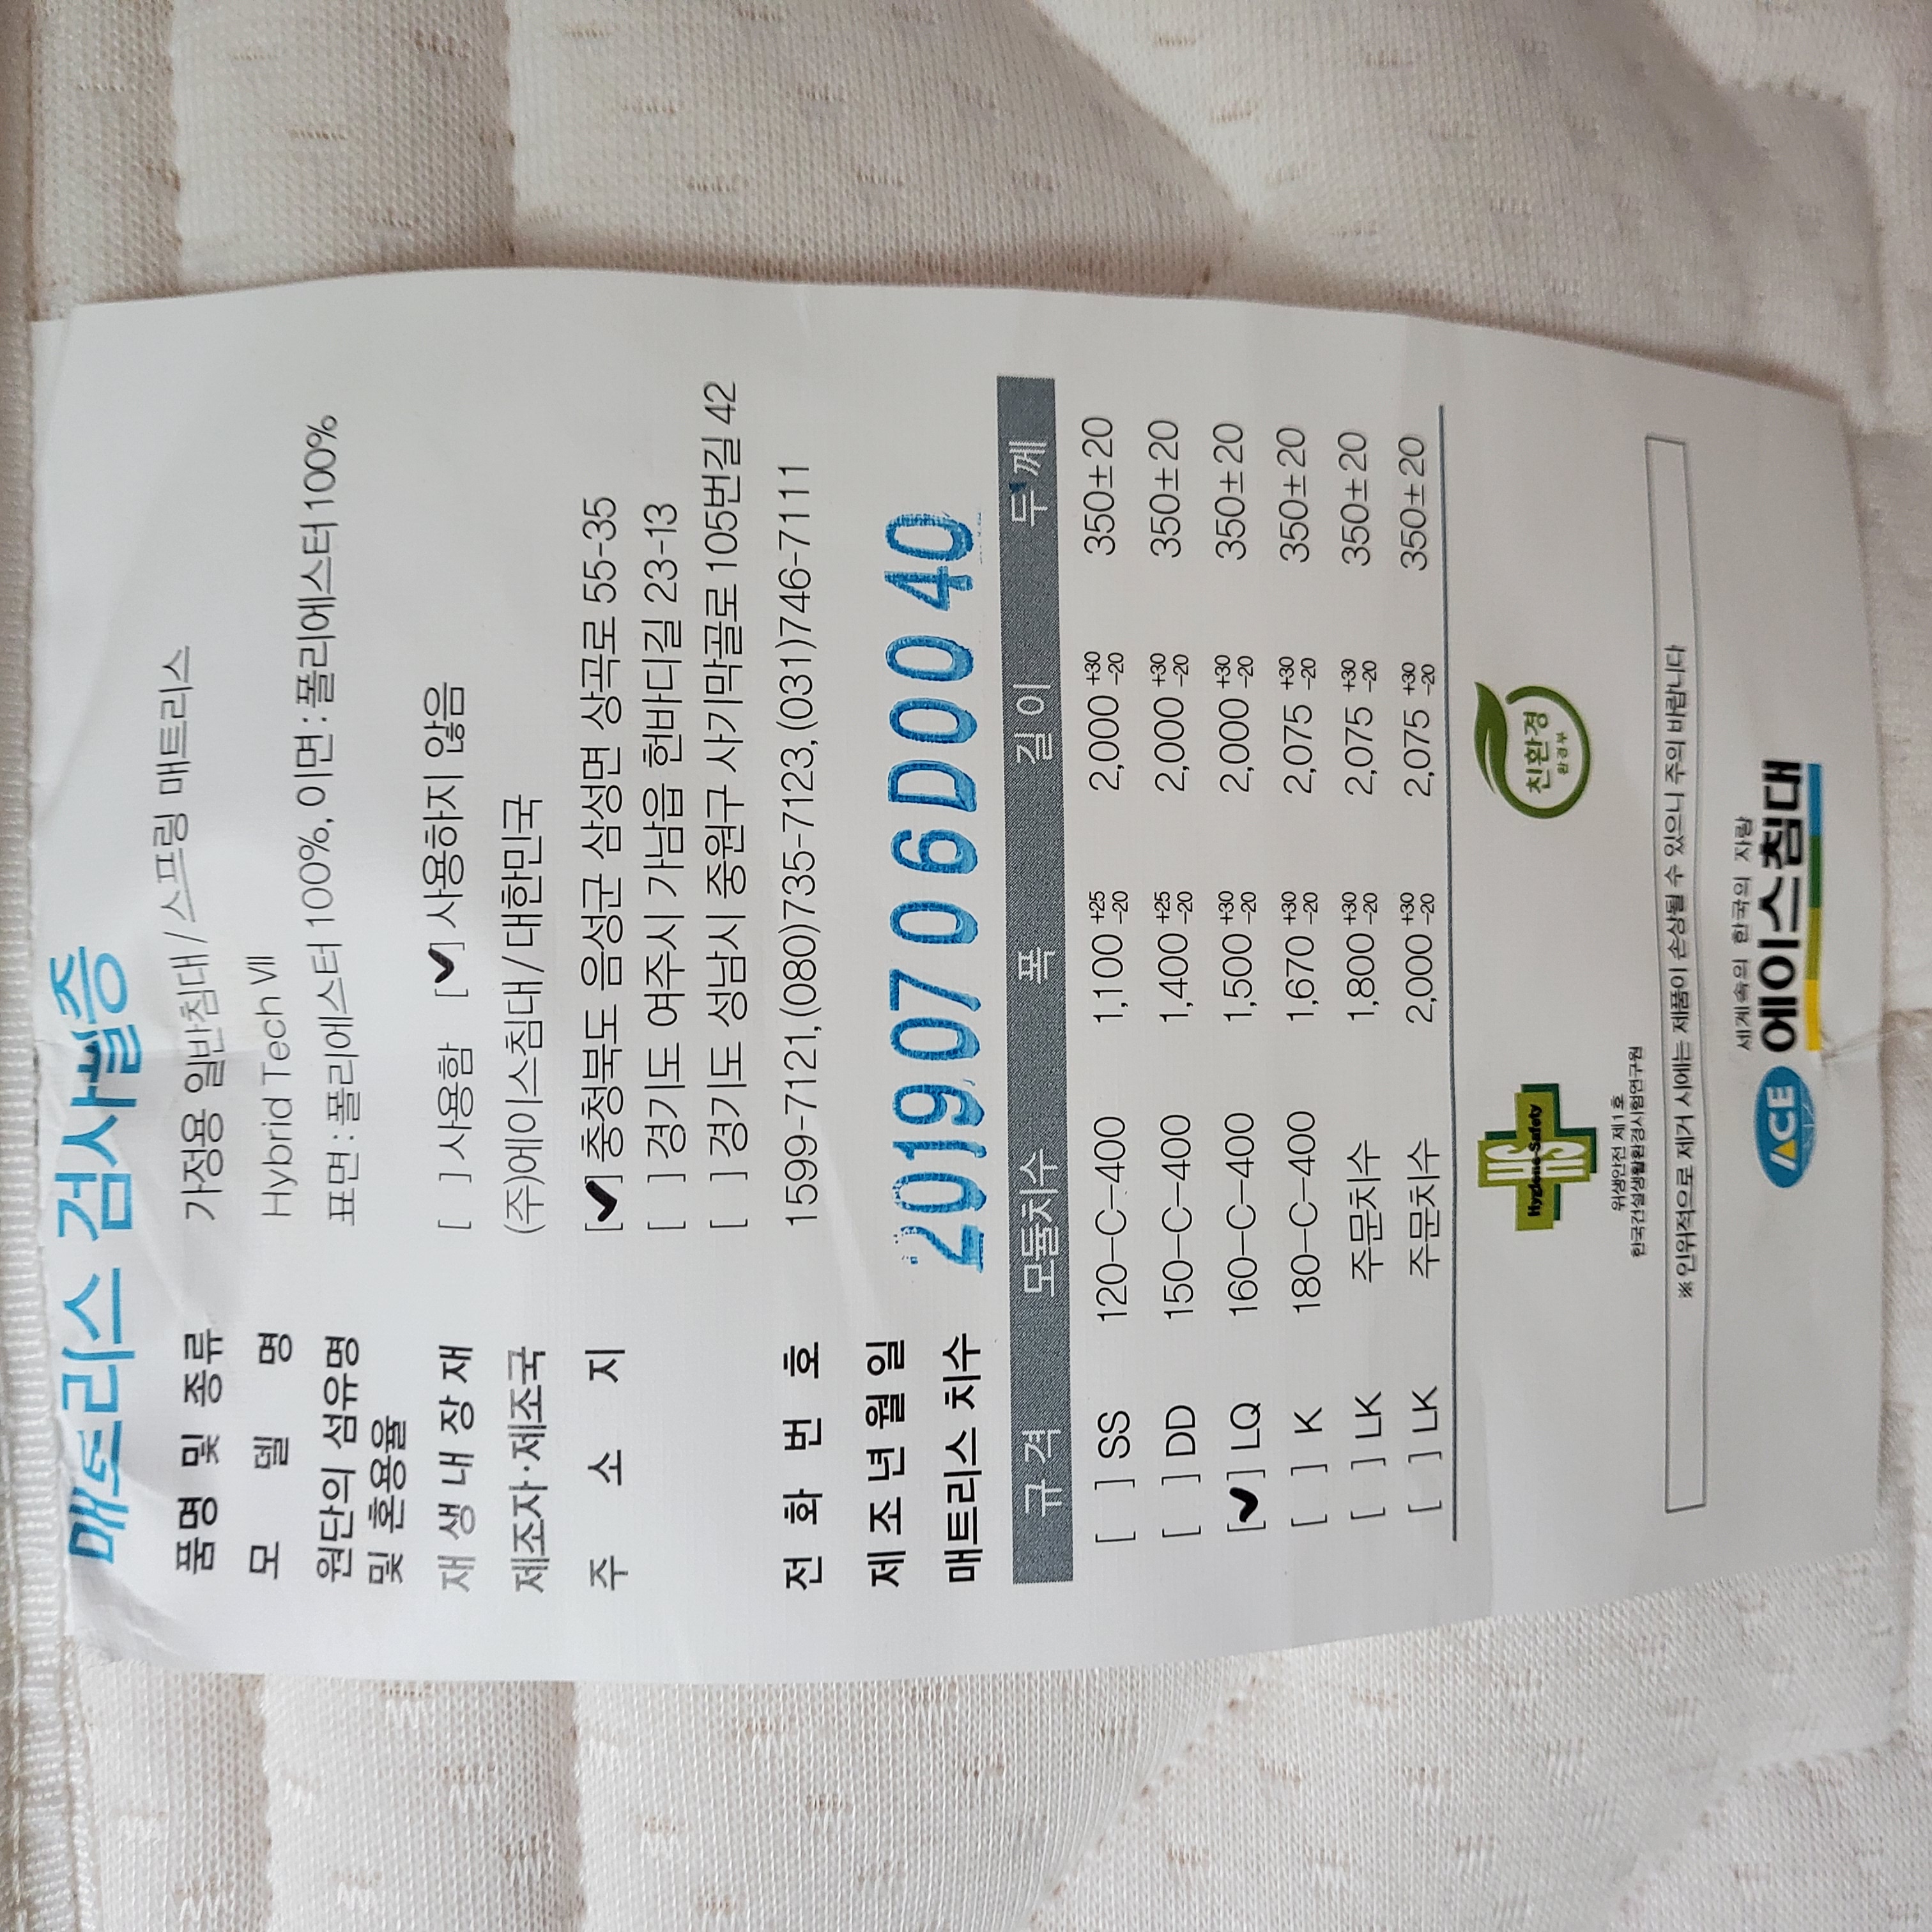 매트리스 검사필증
품명 및 종류 가정용 일반침대 / 스프링 매트리스
모 델 명 Hybrid Tech Ⅶ
원단의 섬유명 및 혼용율 표면 : 폴리에스터 100%, 이면 : 폴리에스터 100%
재 생 내 장 재 [ ] 사용함 [✔] 사용하지 않음
제조자·제조국 (주)에이스침대 / 대한민국
주 소 지 [✔] 충청북도 음성군 삼성면 상곡로 55-35
[ ] 경기도 여주시 가남읍 헌바디길 23-13
[ ] 경기도 성남시 중원구 사기막골로 105번길 42
전 화 번 호 1599-7121,(080)735-7123,(031)746-7111
제 조 년 월 일 20190706D0040
매트리스 치수
규 격 모듈치수 폭 길 이 두 께
[ ] SS 120-C-400 1,100 +25 -20 2,000 +30 -20 350±20
[ ] DD 150-C-400 1,400 +25 -20 2,000 +30 -20 350±20
[✔] LQ 160-C-400 1,500 +30 -20 2,000 +30 -20 350±20
[ ] K 180-C-400 1,670 +30 -20 2,075 +30 -20 350±20
[ ] LK 주문치수 1,800 +30 -20 2,075 +30 -20 350±20
[ ] LK 주문치수 2,000 +30 -20 2,075 +30 -20 350±20
HS
Hygiene-Safety
친환경
환경부
위생안전 제1호
한국건설생활환경시험연구원
※인위적으로 제거 시에는 제품이 손상될 수 있으니 주의 바랍니다
세계속의 한국의 자랑
ACE 에이스침대